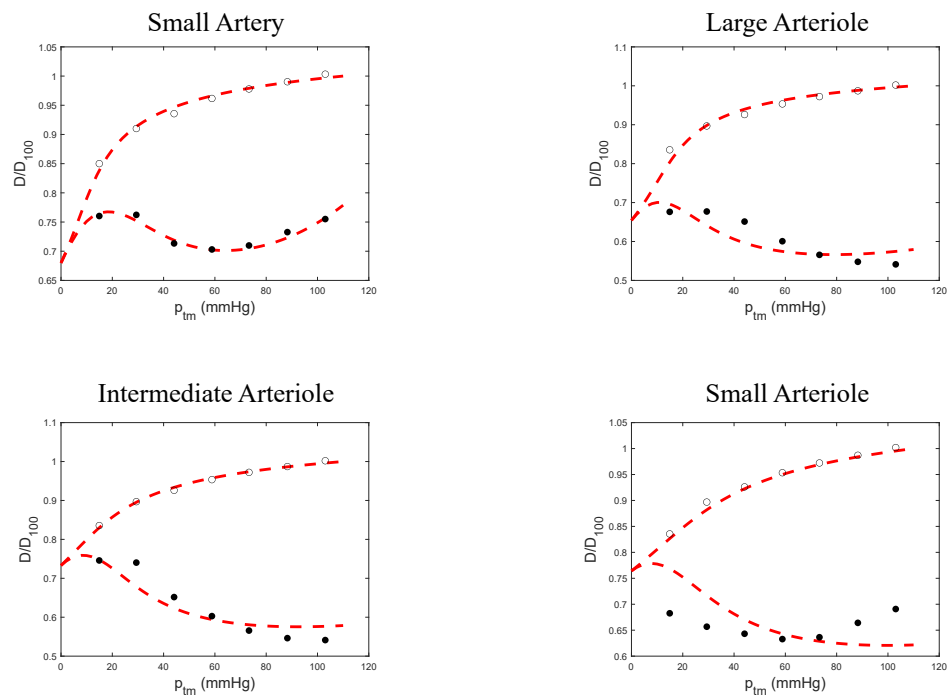 Small Artery
1.05
1
0.95
0.9
0.85
0.8
0.75
0.7
0.65
D/D100
0 20 40 60 80 100 120
ptm (mmHg)
Large Arteriole
1.1
1
0.9
0.8
0.7
0.6
0.5
D/D100
0 20 40 60 80 100 120
ptm (mmHg)
Intermediate Arteriole
1.1
1
0.9
0.8
0.7
0.6
0.5
D/D100
0 20 40 60 80 100 120
ptm (mmHg)
Small Arteriole
1.05
1
0.95
0.9
0.85
0.8
0.75
0.7
0.65
0.6
D/D100
0 20 40 60 80 100 120
ptm (mmHg)